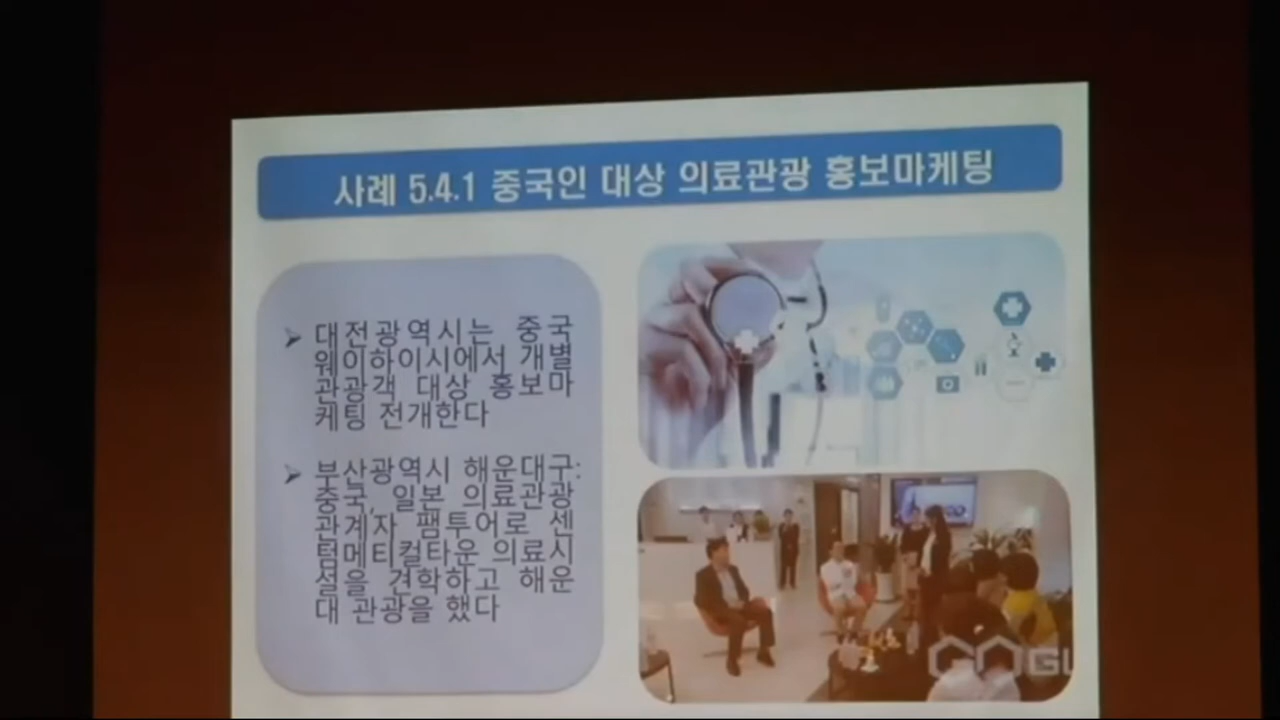 사례 5.4.1 중국인 대상 의료관광 홍보마케팅
➢ 대전광역시는 중국
웨이하이시에서 개별
관광객 대상 홍보마
케팅 전개한다
➢ 부산광역시 해운대구:
중국, 일본 의료관광
관계자 팸투어로 센
텀메티컬타운 의료시
설을 견학하고 해운
대 관광을 했다